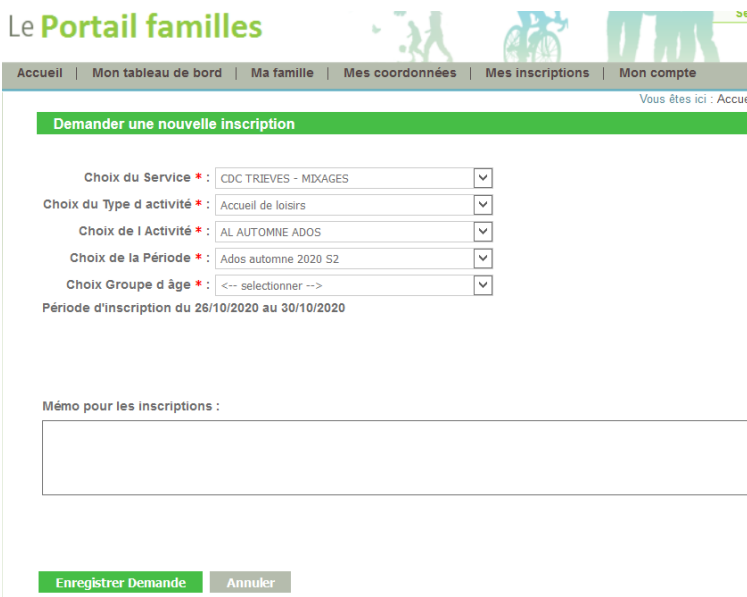 Le Portail familles
Accueil | Mon tableau de bord | Ma famille | Mes coordonnées | Mes inscriptions | Mon compte
Vous êtes ici :
Demander une nouvelle inscription
Choix du Service * : CDC TRIEVES - MIXAGES
Choix du Type d activité * : Accueil de loisirs
Choix de l Activité * : AL AUTOMNE ADOS
Choix de la Période * : Ados automne 2020 S2
Choix Groupe d âge * : <-- selectionner -->
Période d'inscription du 26/10/2020 au 30/10/2020
Mémo pour les inscriptions :
Enregistrer Demande Annuler